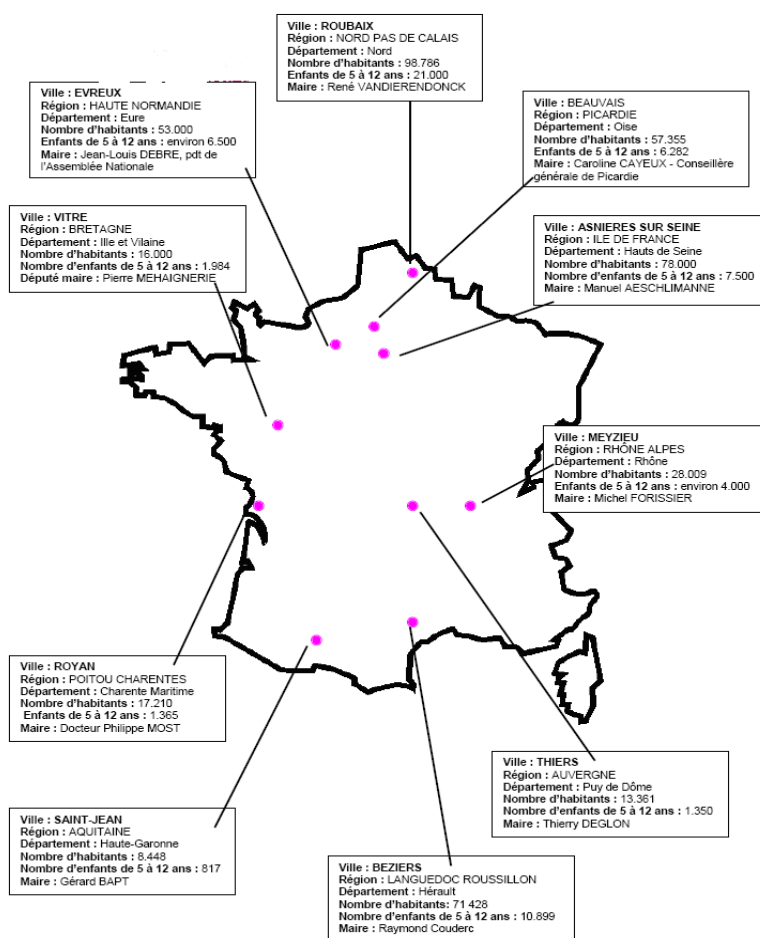 Ville : ROUBAIX
Région : NORD PAS DE CALAIS
Département : Nord
Nombre d'habitants : 98.786
Enfants de 5 à 12 ans : 21.000
Maire : René VANDIERENDONCK
Ville : EVREUX
Région : HAUTE NORMANDIE
Département : Eure
Nombre d'habitants : 53.000
Enfants de 5 à 12 ans : environ 6.500
Maire : Jean-Louis DEBRE, pdt de
l'Assemblée Nationale
Ville : BEAUVAIS
Région : PICARDIE
Département : Oise
Nombre d'habitants : 57.355
Enfants de 5 à 12 ans : 6.282
Maire : Caroline CAYEUX - Conseillère
générale de Picardie
Ville : VITRE
Région : BRETAGNE
Département : Ille et Vilaine
Nombre d'habitants : 16.000
Nombre d'enfants de 5 à 12 ans : 1.984
Député maire : Pierre MEHAIGNERIE
Ville : ASNIERES SUR SEINE
Région : ILE DE FRANCE
Département : Hauts de Seine
Nombre d'habitants : 78.000
Nombre d'enfants de 5 à 12 ans : 7.500
Maire : Manuel AESCHLIMANNE
Ville : MEYZIEU
Région : RHÔNE ALPES
Département : Rhône
Nombre d'habitants : 28.009
Enfants de 5 à 12 ans : environ 4.000
Maire : Michel FORISSIER
Ville : ROYAN
Région : POITOU CHARENTES
Département : Charente Maritime
Nombre d'habitants : 17.210
Enfants de 5 à 12 ans : 1.365
Maire : Docteur Philippe MOST
Ville : THIERS
Région : AUVERGNE
Département : Puy de Dôme
Nombre d'habitants : 13.361
Nombre d'enfants de 5 à 12 ans : 1.350
Maire : Thierry DEGLON
Ville : SAINT-JEAN
Région : AQUITAINE
Département : Haute-Garonne
Nombre d'habitants : 8.448
Nombre d'enfants de 5 à 12 ans : 817
Maire : Gérard BAPT
Ville : BEZIERS
Région : LANGUEDOC ROUSSILLON
Département : Hérault
Nombre d'habitants: 71 428
Nombre d'enfants de 5 à 12 ans : 10.899
Maire : Raymond Couderc